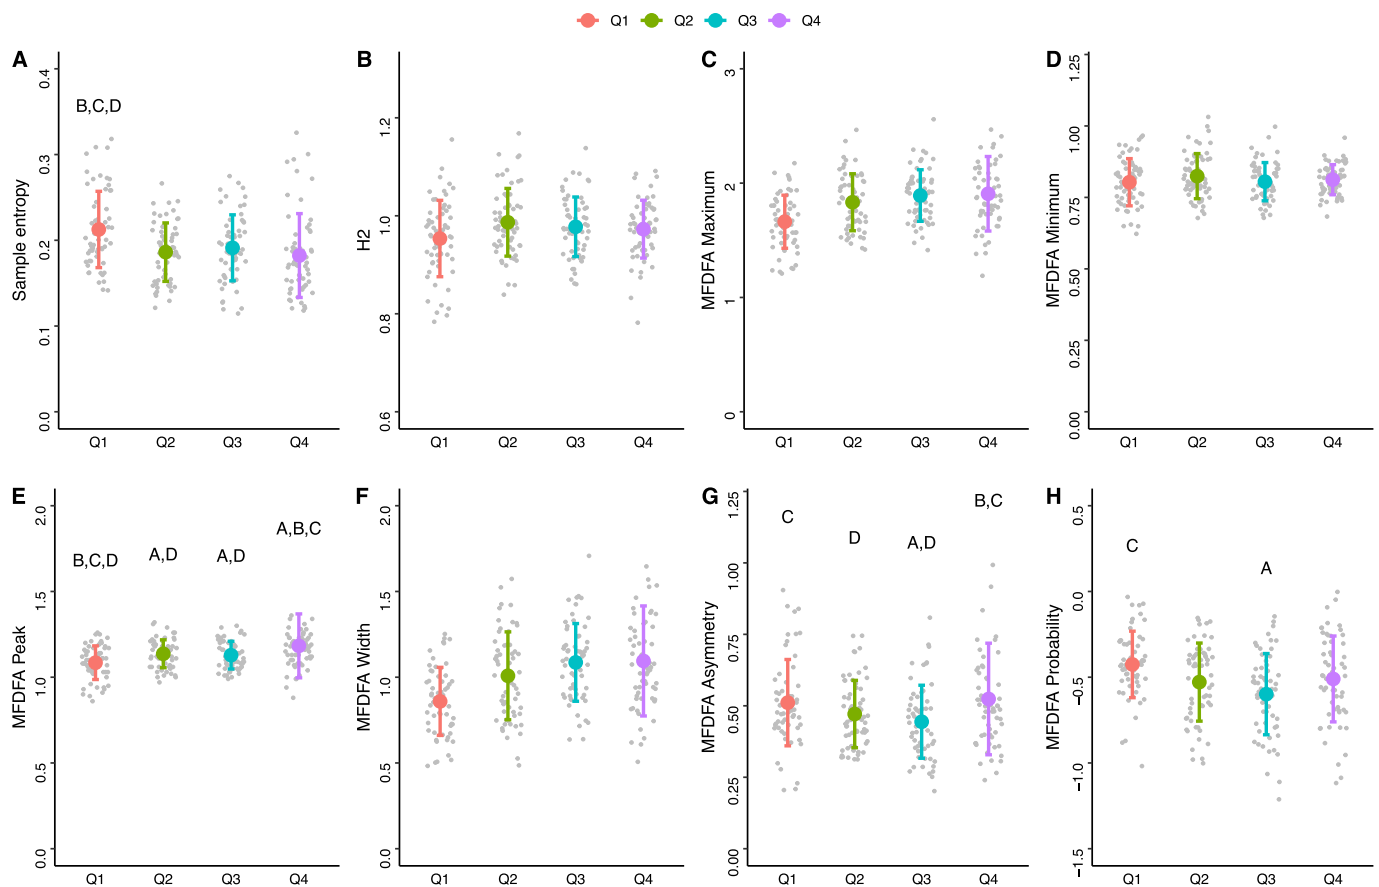 Q1 Q2 Q3 Q4
A
Sample entropy
0.0 0.1 0.2 0.3 0.4
B,C,D
Q1 Q2 Q3 Q4
B
H2
0.6 0.8 1.0 1.2
Q1 Q2 Q3 Q4
C
MFDFA Maximum
0 1 2 3
Q1 Q2 Q3 Q4
D
MFDFA Minimum
0.00 0.25 0.50 0.75 1.00 1.25
Q1 Q2 Q3 Q4
E
MFDFA Peak
0.0 0.5 1.0 1.5 2.0
B,C,D A,D A,D A,B,C
Q1 Q2 Q3 Q4
F
MFDFA Width
0.0 0.5 1.0 1.5 2.0
Q1 Q2 Q3 Q4
G
MFDFA Asymmetry
0.00 0.25 0.50 0.75 1.00 1.25
C D A,D B,C
Q1 Q2 Q3 Q4
H
MFDFA Probability
−1.5 −1.0 −0.5 0.0 0.5
C A
Q1 Q2 Q3 Q4